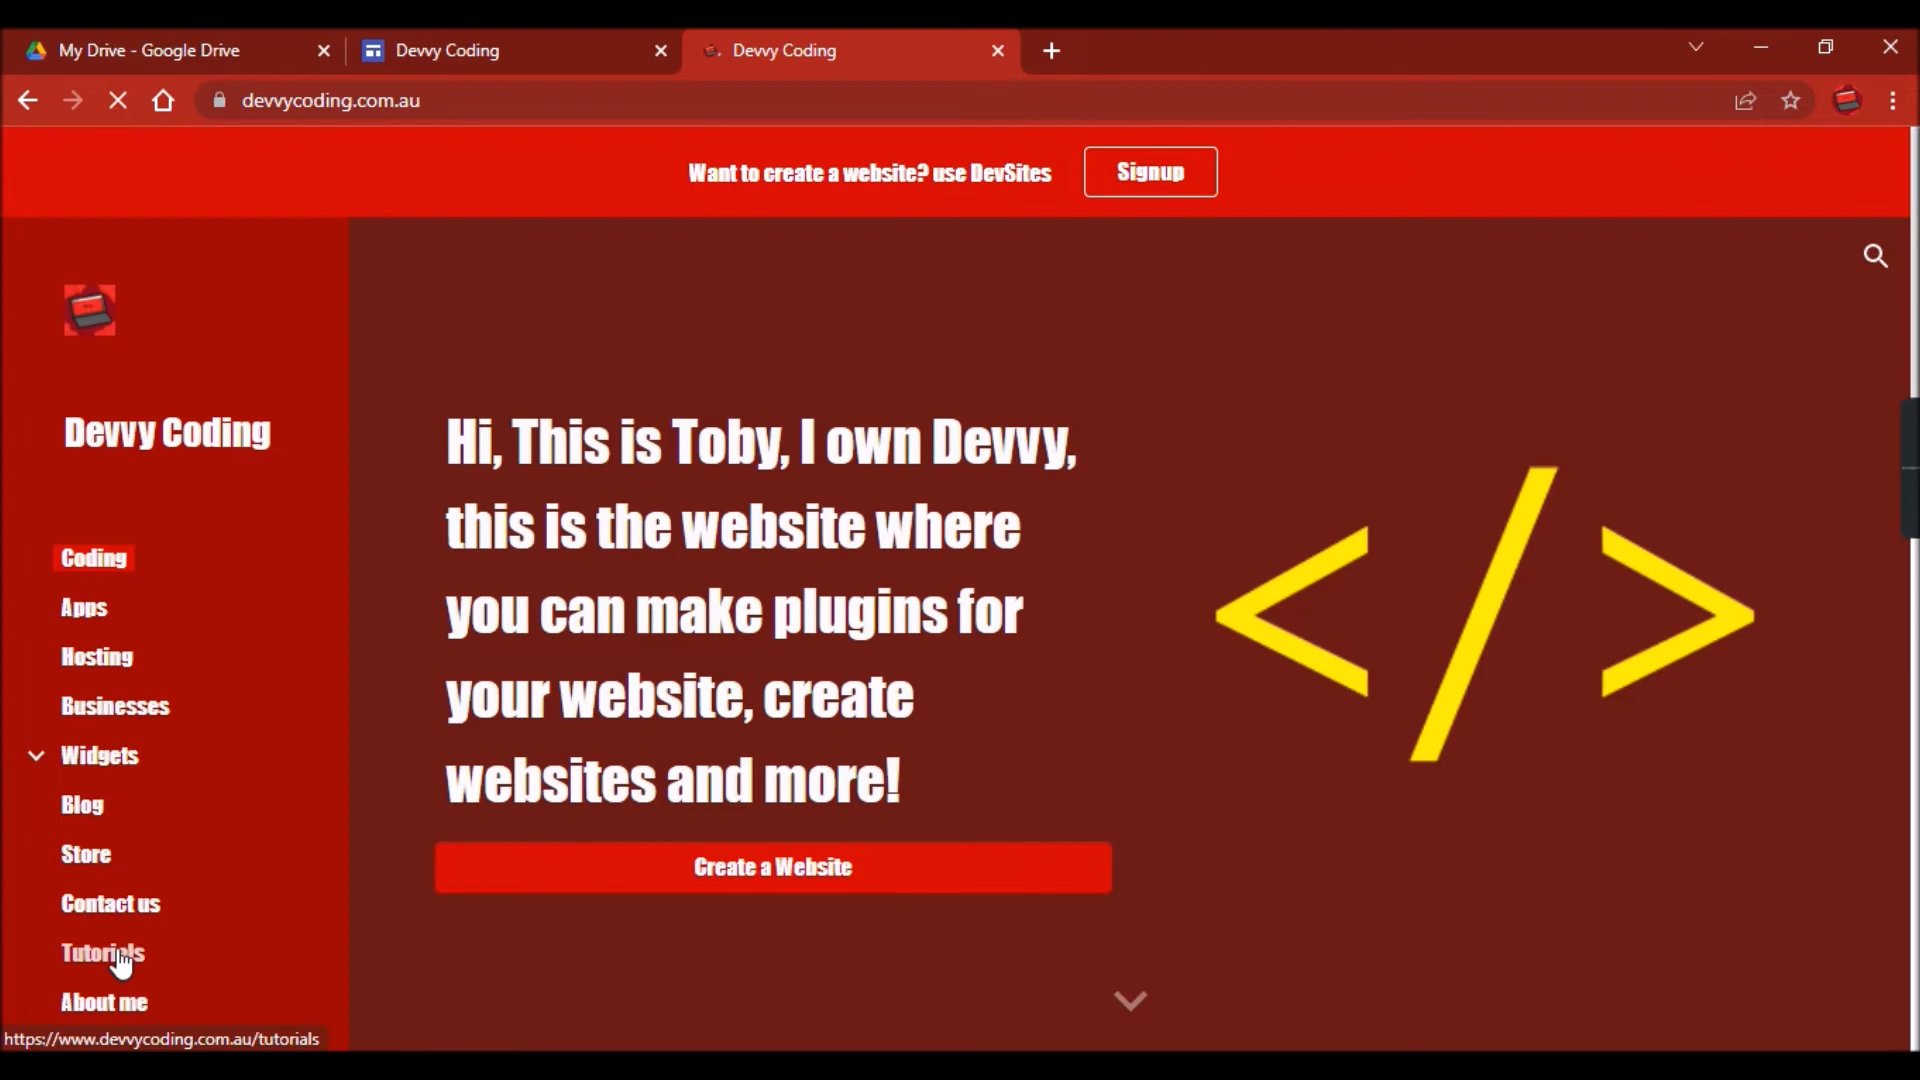 My Drive - Google Drive
Devvy Coding
Devvy Coding
devvycoding.com.au
Want to create a website? use DevSites
Signup
Devvy Coding
Coding
Apps
Hosting
Businesses
Widgets
Blog
Store
Contact us
Tutorials
About me
Hi, This is Toby, I own Devvy,
this is the website where
you can make plugins for
your website, create
websites and more!
Create a Website
</>
https://www.devvycoding.com.au/tutorials